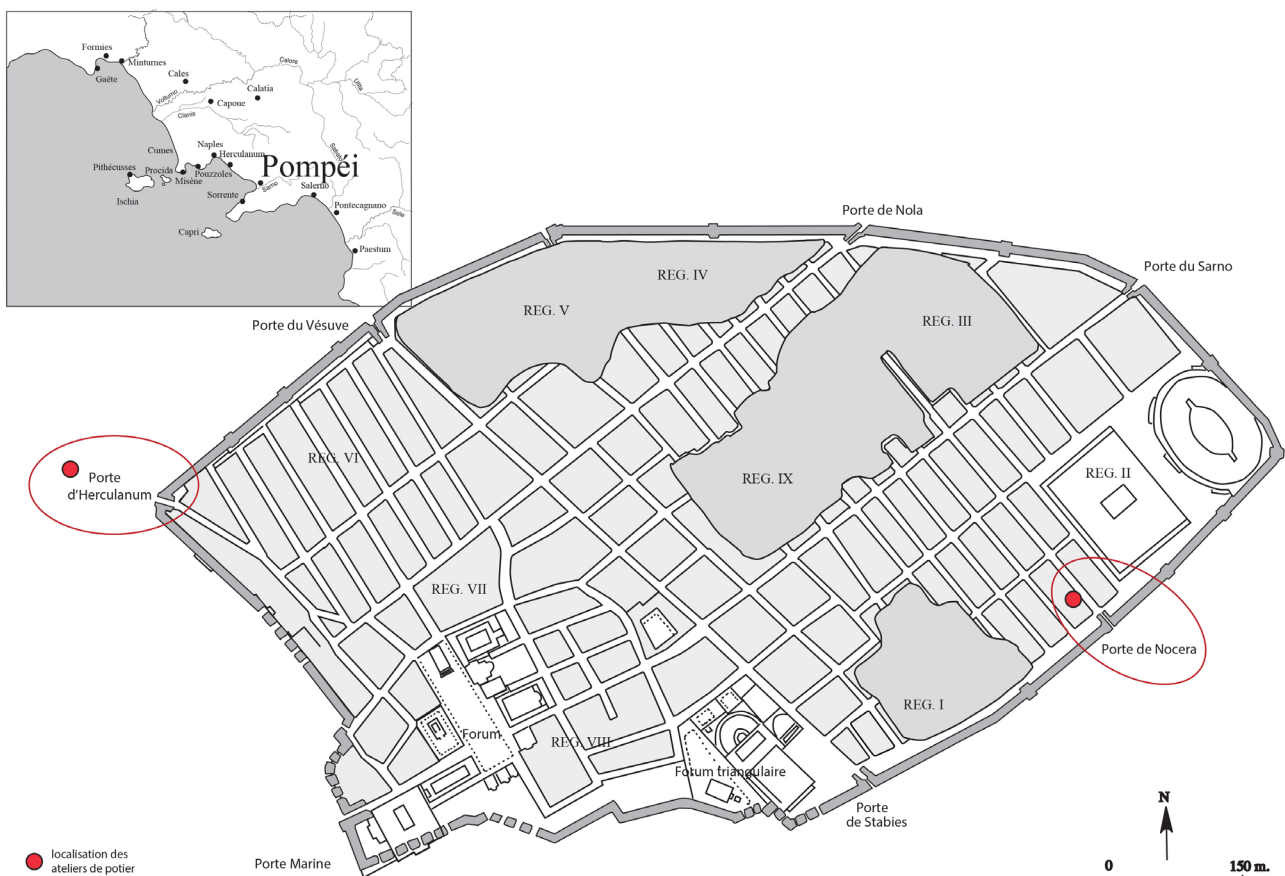 Formies
Minturnes
Gaëte
Cales
Calore
Ufita
Volturno
Calatia
Capoue
Clanis
Sabato
Cumes
Naples
Herculanum
Pompéi
Pithécusses
Procida
Misène
Pouzzoles
Sarno
Salerno
Ischia
Sorrente
Pontecagnano
Sele
Capri
Paestum
Porte de Nola
Porte du Sarno
REG. IV
REG. V
REG. III
Porte du Vésuve
REG. VI
REG. IX
REG. II
Porte
d'Herculanum
REG. VII
Porte de Nocera
REG. I
Forum
REG. VIII
Forum triangulaire
Porte
de Stabies
N
localisation des
ateliers de potier
Porte Marine
0
150 m.